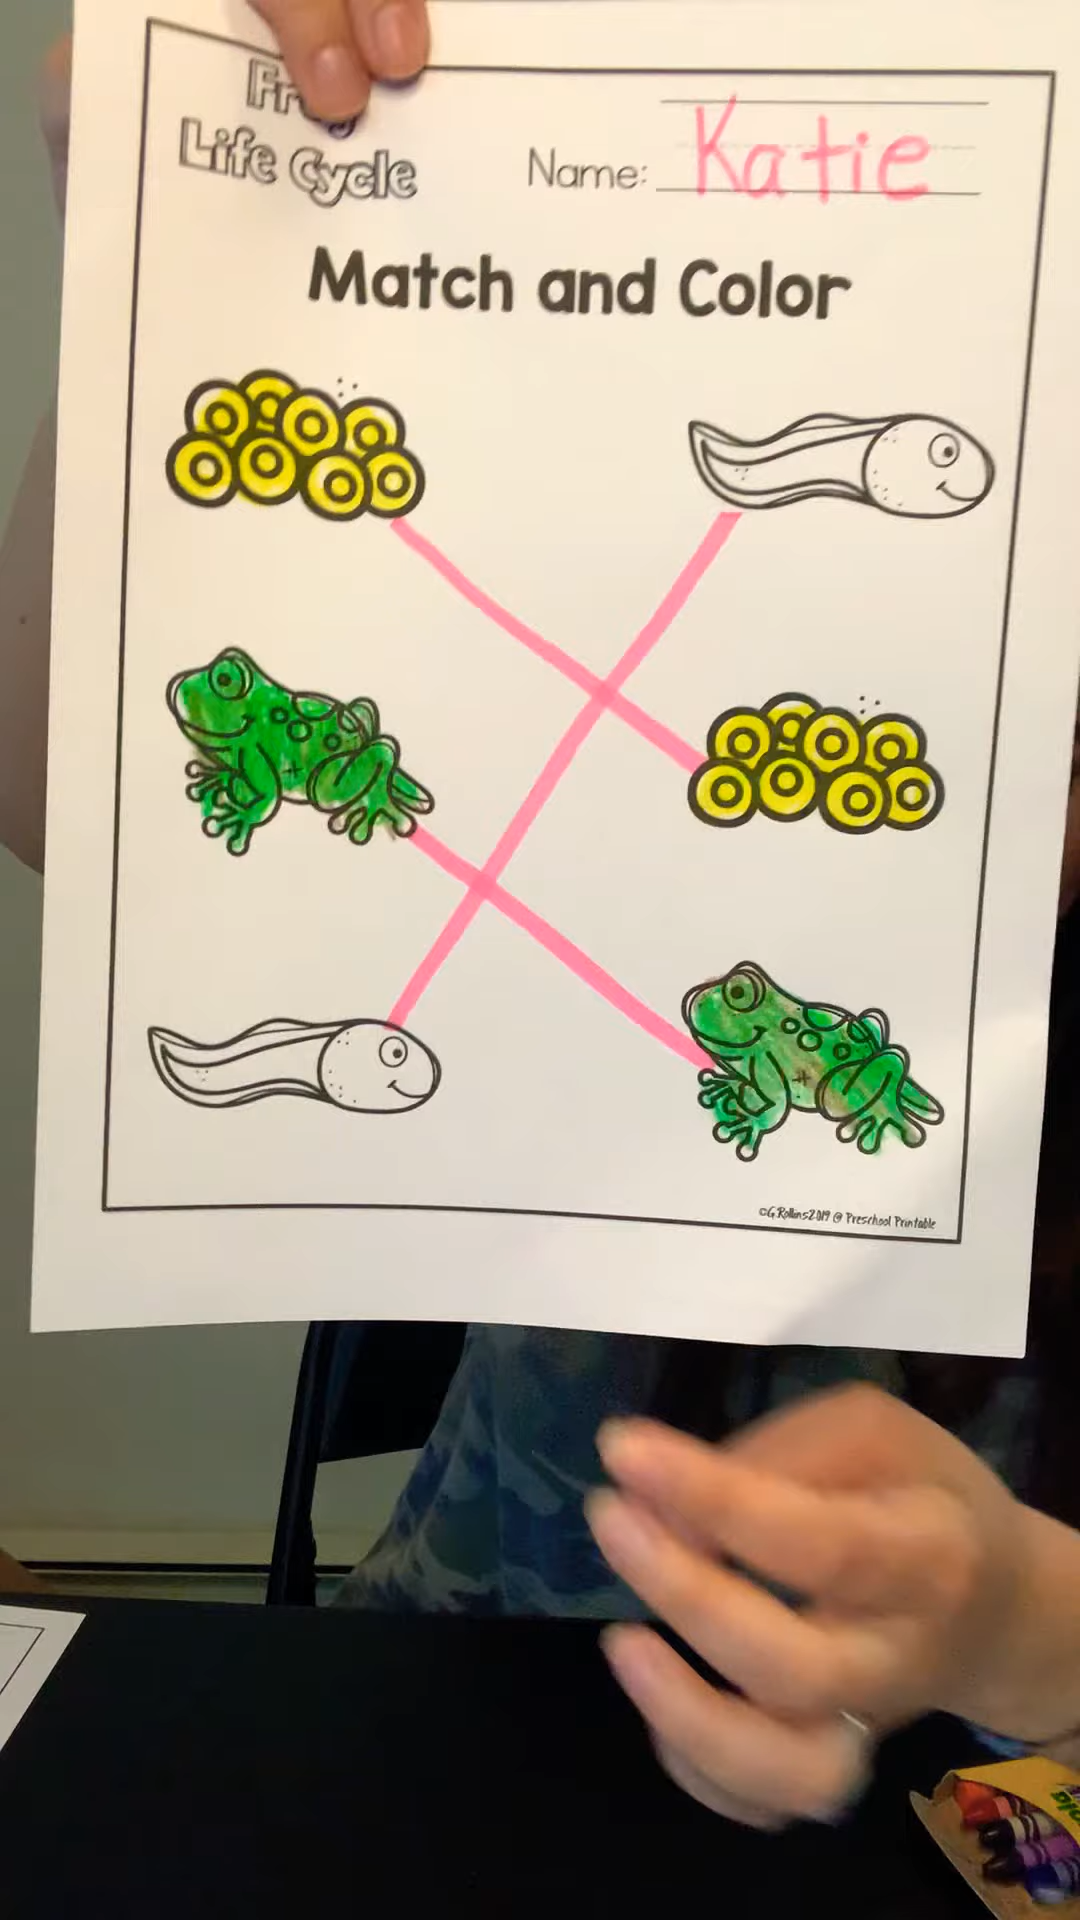 Life Cycle
Name: Katie
Match and Color
©G.Rollins2019 @ Preschool Printable